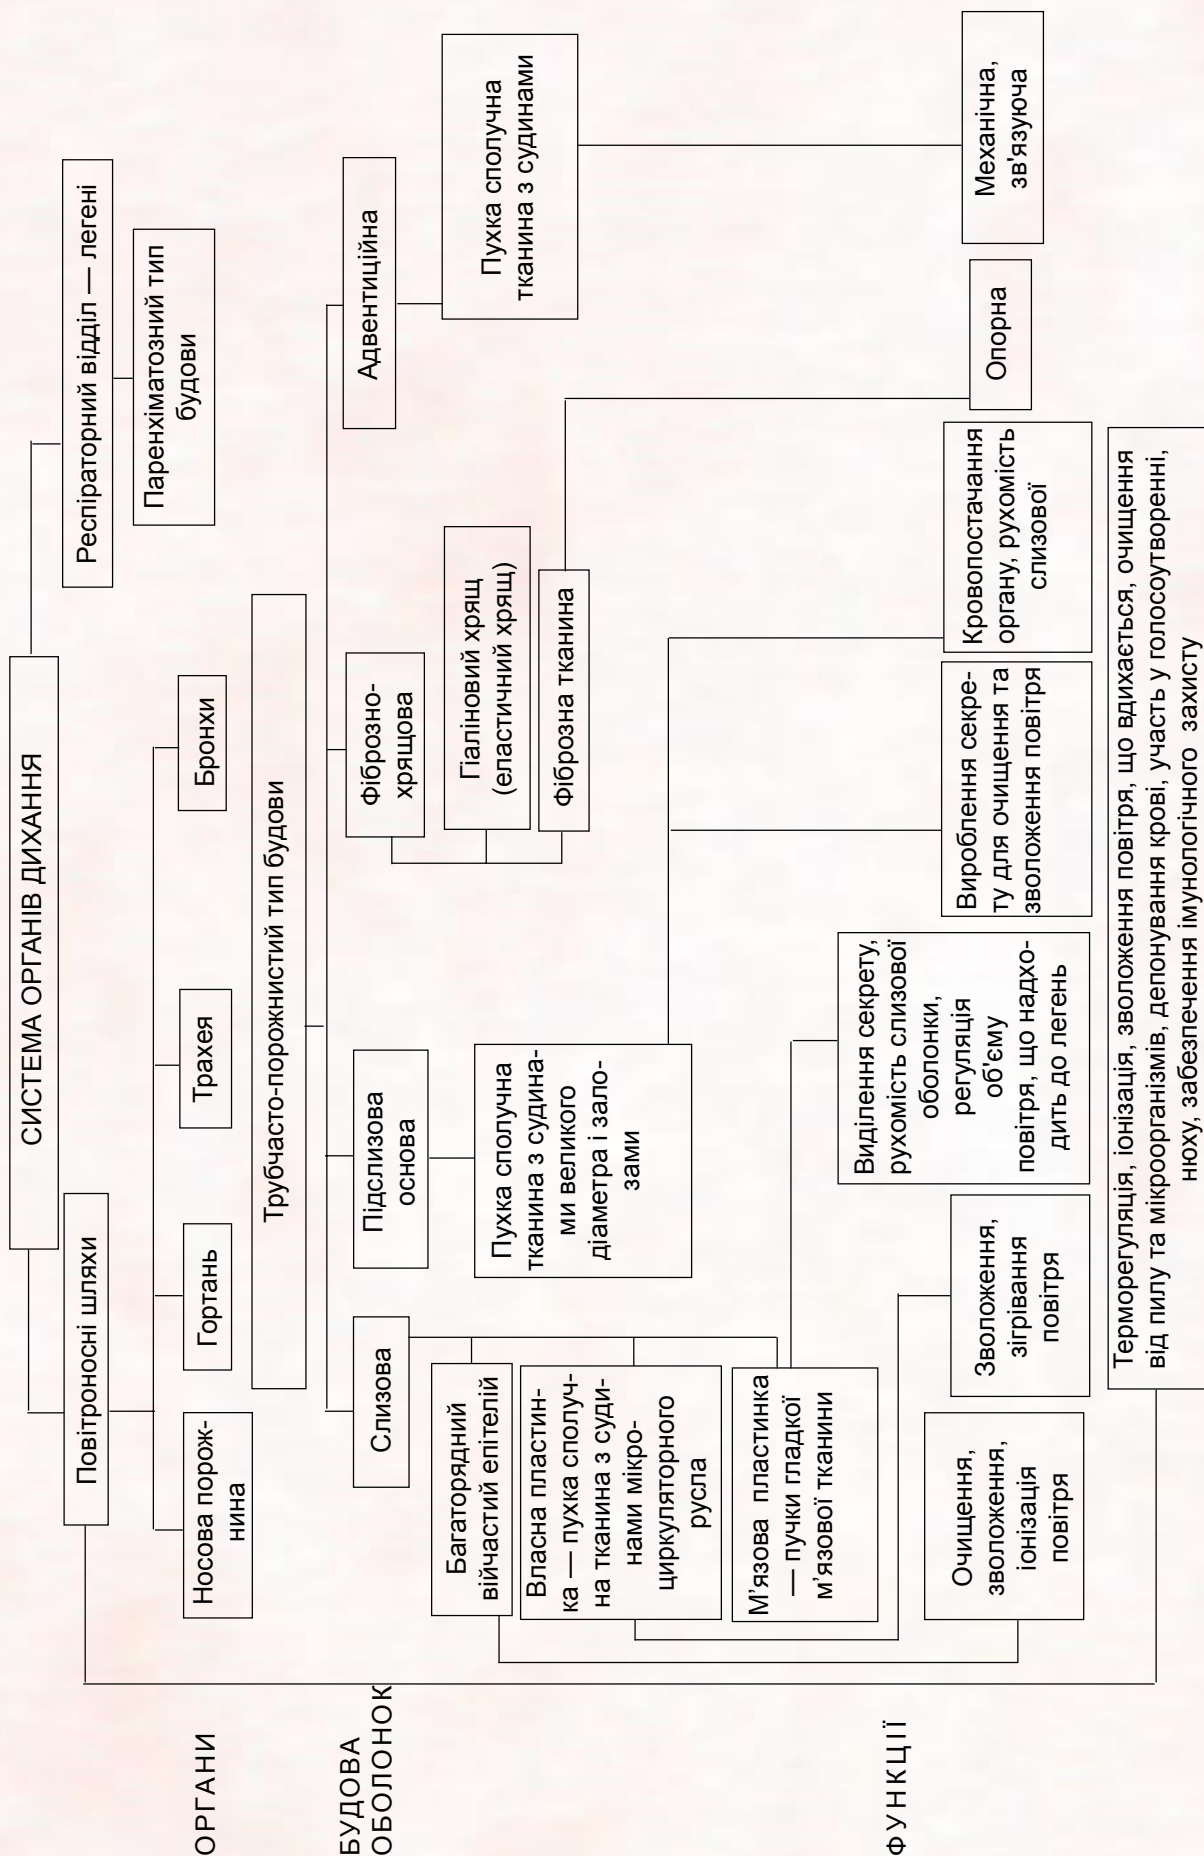 СИСТЕМА ОРГАНІВ ДИХАННЯ
Повітроносні шляхи
Респіраторний відділ — легені
Паренхіматозний тип
будови
ОРГАНИ
Носова порож-
нина
Гортань
Трахея
Бронхи
Трубчасто-порожнистий тип будови
БУДОВА
ОБОЛОНОК
Слизова
Підслизова
основа
Фіброзно-
хрящова
Адвентиційна
Багаторядний
війчастий епітелій
Власна пластин-
ка — пухка сполуч-
на тканина з суди-
нами мікро-
циркуляторного
русла
М'язова пластинка
— пучки гладкої
м'язової тканини
Пухка сполучна
тканина з судина-
ми великого
діаметра і зало-
зами
Гіаліновий хрящ
(еластичний хрящ)
Фіброзна тканина
Пухка сполучна
тканина з судинами
ФУНКЦІЇ
Очищення,
зволоження,
іонізація
повітря
Зволоження,
зігрівання
повітря
Виділення секрету,
рухомість слизової
оболонки,
регуляція
об'єму
повітря, що надхо-
дить до легень
Вироблення секре-
ту для очищення та
зволоження повітря
Кровопостачання
органу, рухомість
слизової
Опорна
Механічна,
зв'язуюча
Терморегуляція, іонізація, зволоження повітря, що вдихається, очищення
від пилу та мікроорганізмів, депонування крові, участь у голосоутворенні,
нюху, забезпечення імунологічного захисту